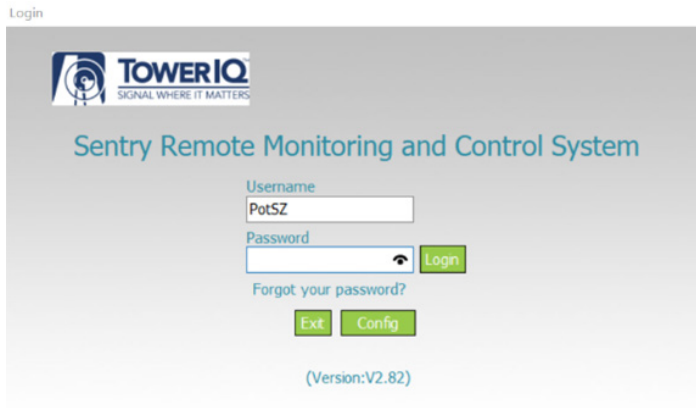 Login
TOWERIQ
SIGNAL WHERE IT MATTERS
Sentry Remote Monitoring and Control System
Username
PotSZ
Password
Login
Forgot your password?
Exit Config
(Version:V2.82)